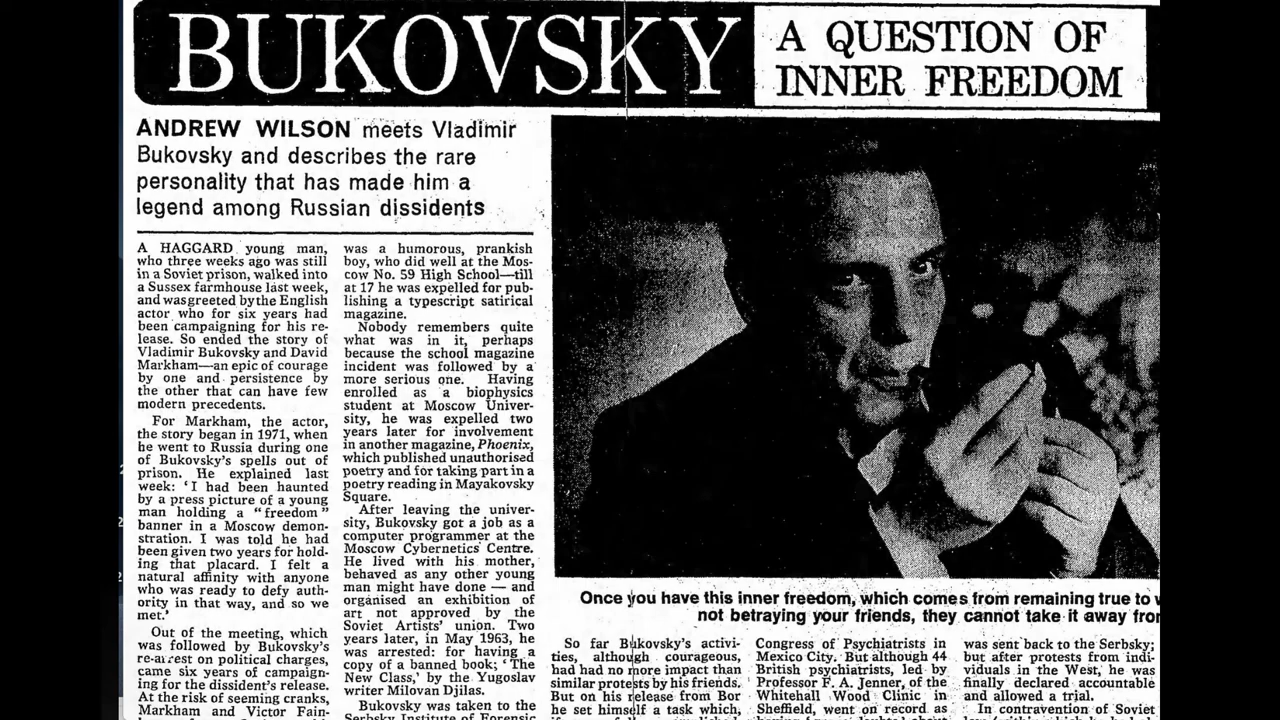 BUKOVSKY
A QUESTION OF
INNER FREEDOM
ANDREW WILSON meets Vladimir
Bukovsky and describes the rare
personality that has made him a
legend among Russian dissidents
A HAGGARD young man,
who three weeks ago was still
in a Soviet prison, walked into
a Sussex farmhouse last week,
and was greeted by the English
actor who for six years had
been campaigning for his re-
lease. So ended the story of
Vladimir Bukovsky and David
Markham—an epic of courage
by one and persistence by
the other that can have few
modern precedents.
For Markham, the actor,
the story began in 1971, when
he went to Russia during one
of Bukovsky's spells out of
prison. He explained last
week: 'I had been haunted
by a press picture of a young
man holding a "freedom"
banner in a Moscow demon-
stration. I was told he had
been given two years for hold-
ing that placard. I felt a
natural affinity with anyone
who was ready to defy auth-
ority in that way, and so we
met.'
Out of the meeting, which
was followed by Bukovsky's
re-arrest on political charges,
came six years of campaign-
ing for the dissident's release.
At the risk of seeming cranks,
Markham and Victor Fain-
was a humorous, prankish
boy, who did well at the Mos-
cow No. 59 High School—till
at 17 he was expelled for pub-
lishing a typescript satirical
magazine.
Nobody remembers quite
what was in it, perhaps
because the school magazine
incident was followed by a
more serious one. Having
enrolled as a biophysics
student at Moscow Univer-
sity, he was expelled two
years later for involvement
in another magazine, Phoenix,
which published unauthorised
poetry and for taking part in a
poetry reading in Mayakovsky
Square.
After leaving the univer-
sity, Bukovsky got a job as a
computer programmer at the
Moscow Cybernetics Centre.
He lived with his mother,
behaved as any other young
man might have done — and
organised an exhibition of
art not approved by the
Soviet Artists' union. Two
years later, in May 1963, he
was arrested: for having a
copy of a banned book; 'The
New Class,' by the Yugoslav
writer Milovan Djilas.
Bukovsky was taken to the
Serbsky Institute of Forensic
Once you have this inner freedom, which comes from remaining true to
not betraying your friends, they cannot take it away
So far Bukovsky's activi-
ties, although courageous,
had had no more impact than
similar protests by his friends.
But on his release from Bor
he set himself a task which,
Congress of Psychiatrists in
Mexico City. But although 44
British psychiatrists, led by
Professor F. A. Jenner, of the
Whitehall Wood Clinic in
Sheffield, went on record as
was sent back to the Serbsky;
but after protests from indi-
viduals in the West, he was
finally declared accountable
and allowed a trial.
In contravention of Soviet